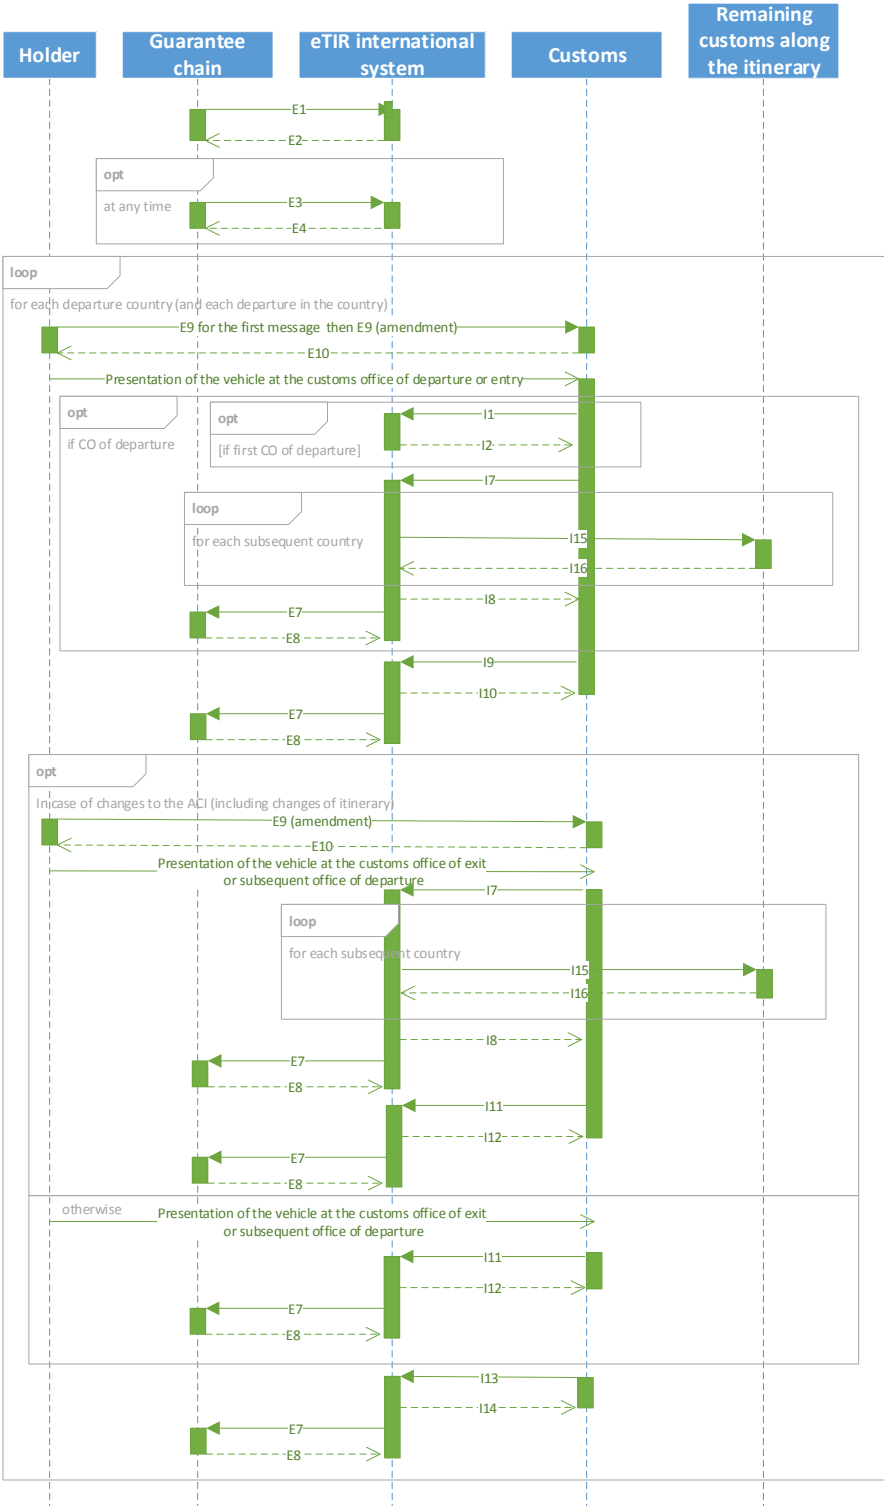 Holder
Guarantee
chain
eTIR international
system
Customs
Remaining
customs along
the itinerary
E1
E2
opt
at any time
E3
E4
loop
for each departure country (and each departure in the country)
E9 for the first message then E9 (amendment)
E10
Presentation of the vehicle at the customs office of departure or entry
opt
if CO of departure
opt
[if first CO of departure]
I1
I2
I7
loop
for each subsequent country
I15
I16
I8
E7
E8
I9
I10
E7
E8
opt
In case of changes to the ACI (including changes of itinerary)
E9 (amendment)
E10
Presentation of the vehicle at the customs office of exit
or subsequent office of departure
I7
loop
for each subsequent country
I15
I16
I8
E7
E8
I11
I12
E7
E8
otherwise
Presentation of the vehicle at the customs office of exit
or subsequent office of departure
I11
I12
E7
E8
I13
I14
E7
E8